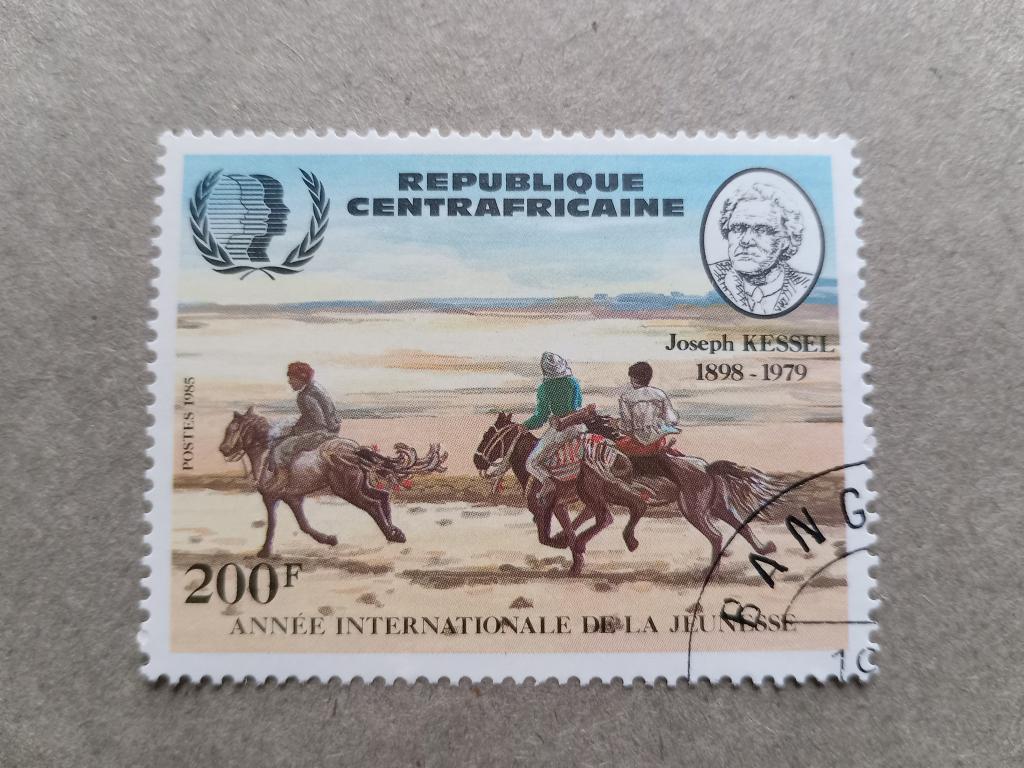 REPUBLIQUE
CENTRAFRICAINE
Joseph KESSEL
1898 - 1979
POSTES 1985
200F
ANNÉE INTERNATIONALE DE LA JEUNESSE
BANG